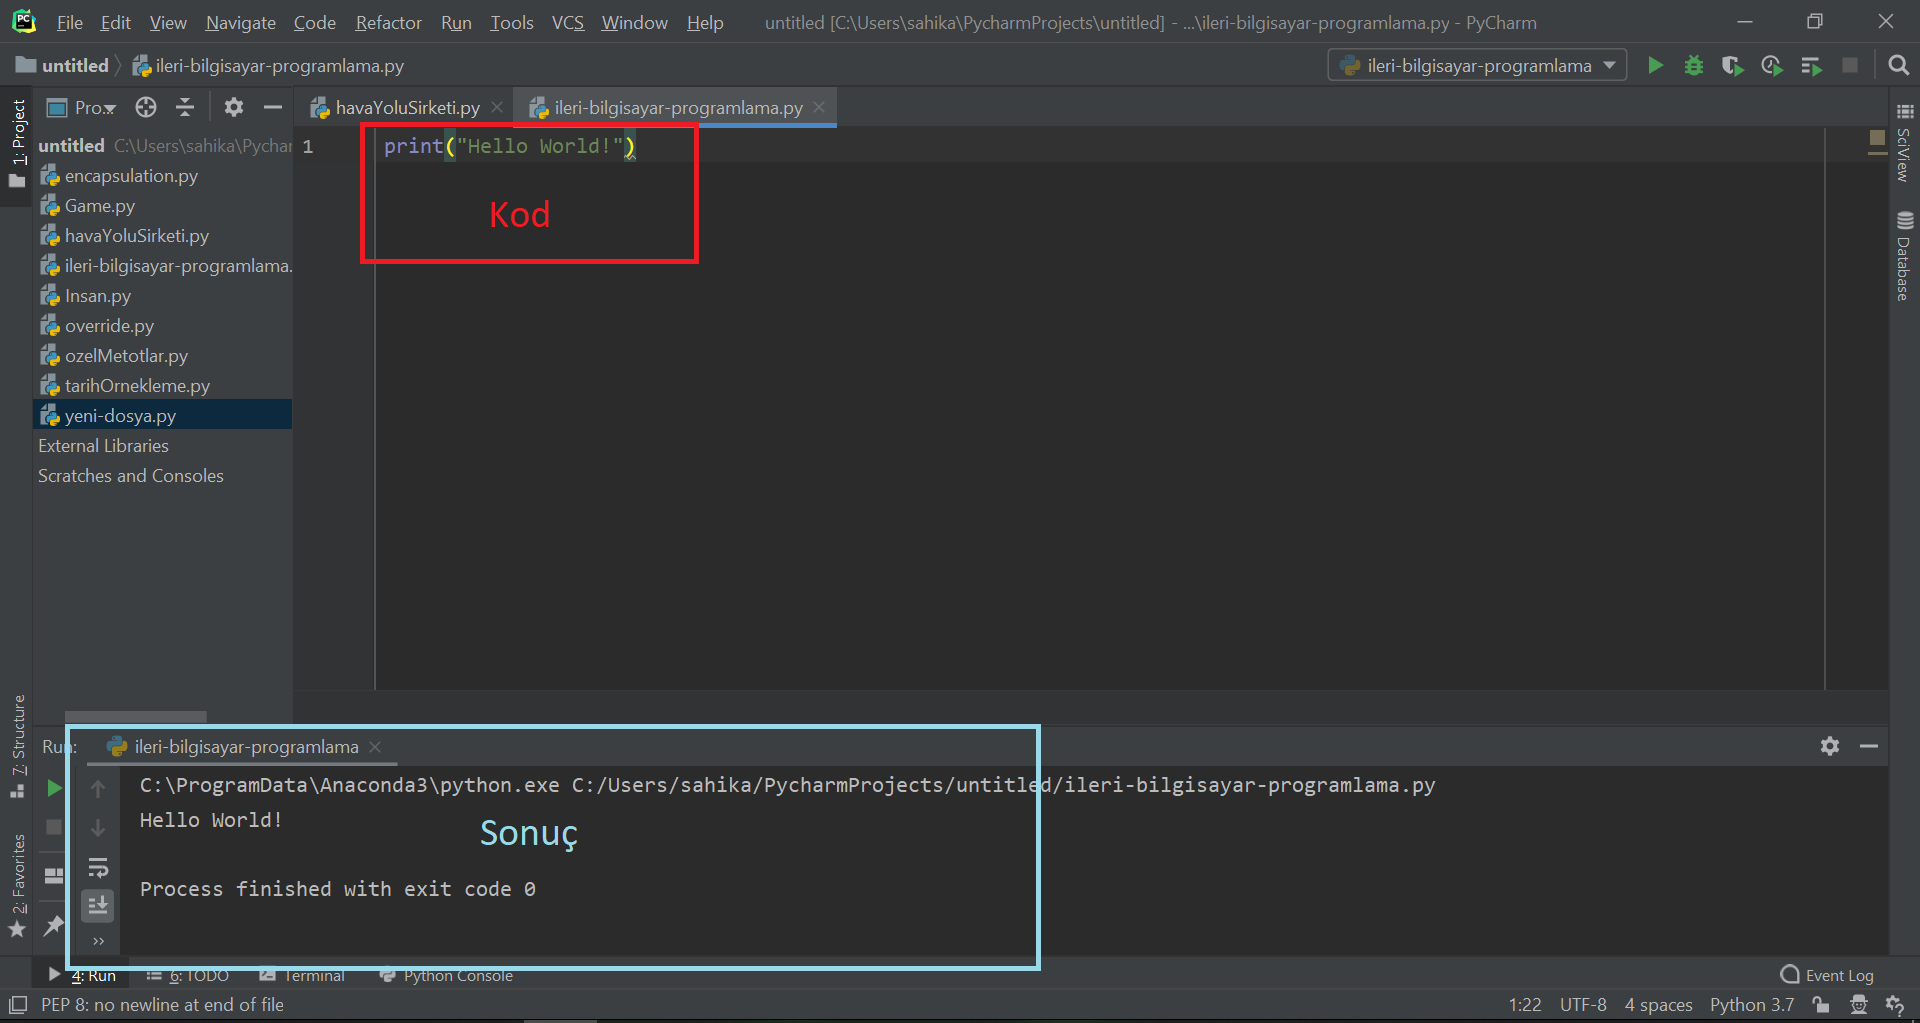 File Edit View Navigate Code Refactor Run Tools VCS Window Help untitled [C:\Users\sahika\PycharmProjects\untitled] - ...\ileri-bilgisayar-programlama.py - PyCharm
untitled ileri-bilgisayar-programlama.py ileri-bilgisayar-programlama
1: Project
Pro...
havaYoluSirketi.py ileri-bilgisayar-programlama.py
untitled C:\Users\sahika\Pychar
encapsulation.py
Game.py
havaYoluSirketi.py
ileri-bilgisayar-programlama.
Insan.py
override.py
ozelMetotlar.py
tarihOrnekleme.py
yeni-dosya.py
External Libraries
Scratches and Consoles
1 print("Hello World!")
Kod
SciView
Database
7: Structure
2: Favorites
Run: ileri-bilgisayar-programlama
C:\ProgramData\Anaconda3\python.exe C:/Users/sahika/PycharmProjects/untitled/ileri-bilgisayar-programlama.py
Hello World!
Sonuç
Process finished with exit code 0
4: Run 6: TODO Terminal Python Console Event Log
PEP 8: no newline at end of file 1:22 UTF-8 4 spaces Python 3.7